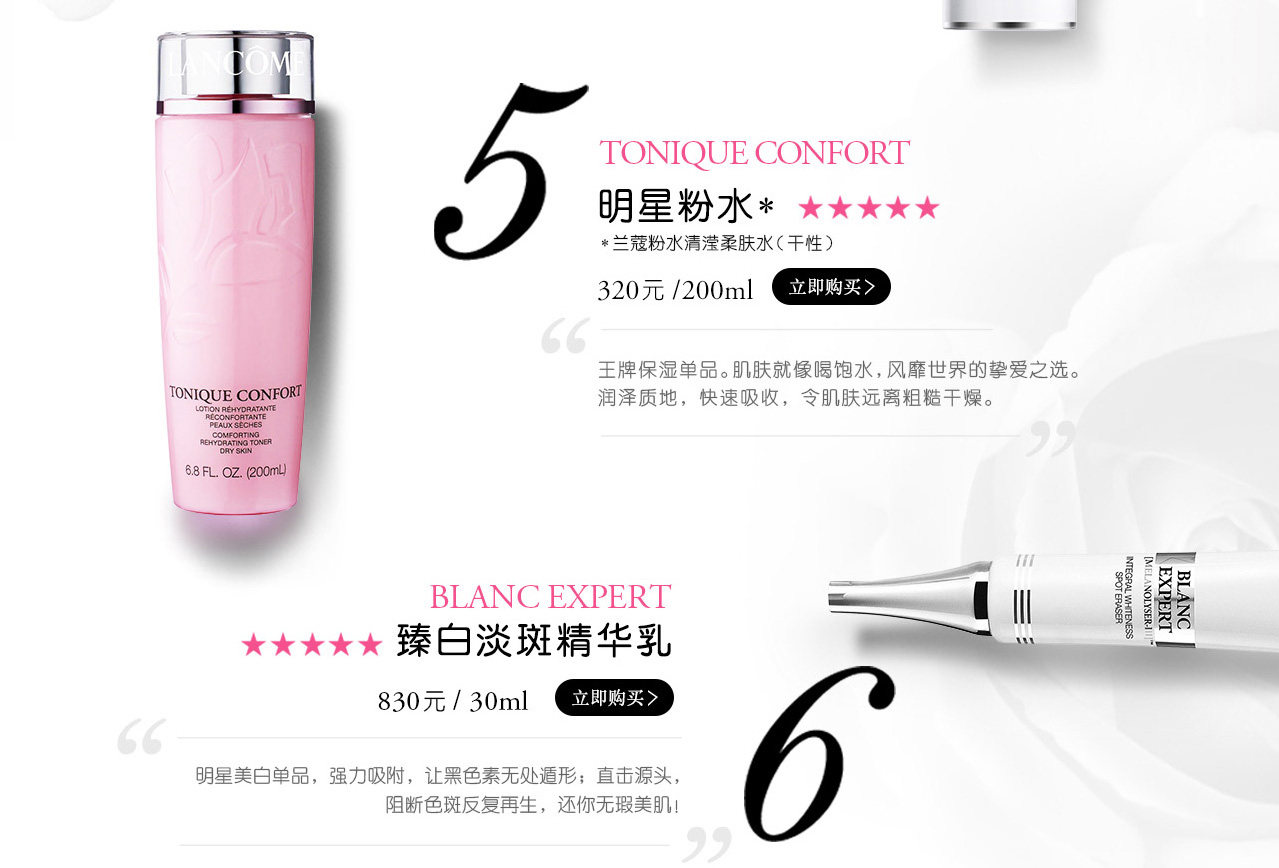 LANCÔME
5
TONIQUE CONFORT
明星粉水* ★★★★★
*兰蔻粉水清滢柔肤水（干性）
320元 /200ml 立即购买>
“
王牌保湿单品。肌肤就像喝饱水，风靡世界的挚爱之选。
润泽质地，快速吸收，令肌肤远离粗糙干燥。
”
TONIQUE CONFORT
LOTION RÉHYDRATANTE
RÉCONFORTANTE
PEAUX SÈCHES
COMFORTING
REHYDRATING TONER
DRY SKIN
6.8 FL. OZ. (200mL)
BLANC EXPERT
★★★★★ 臻白淡斑精华乳
830元 / 30ml 立即购买>
“
明星美白单品，强力吸附，让黑色素无处遁形；直击源头，
阻断色斑反复再生，还你无瑕美肌！
”
6
BLANC
EXPERT
[MELANOLYSER
INTEGRAL WHITENESS
SPOT ERASER